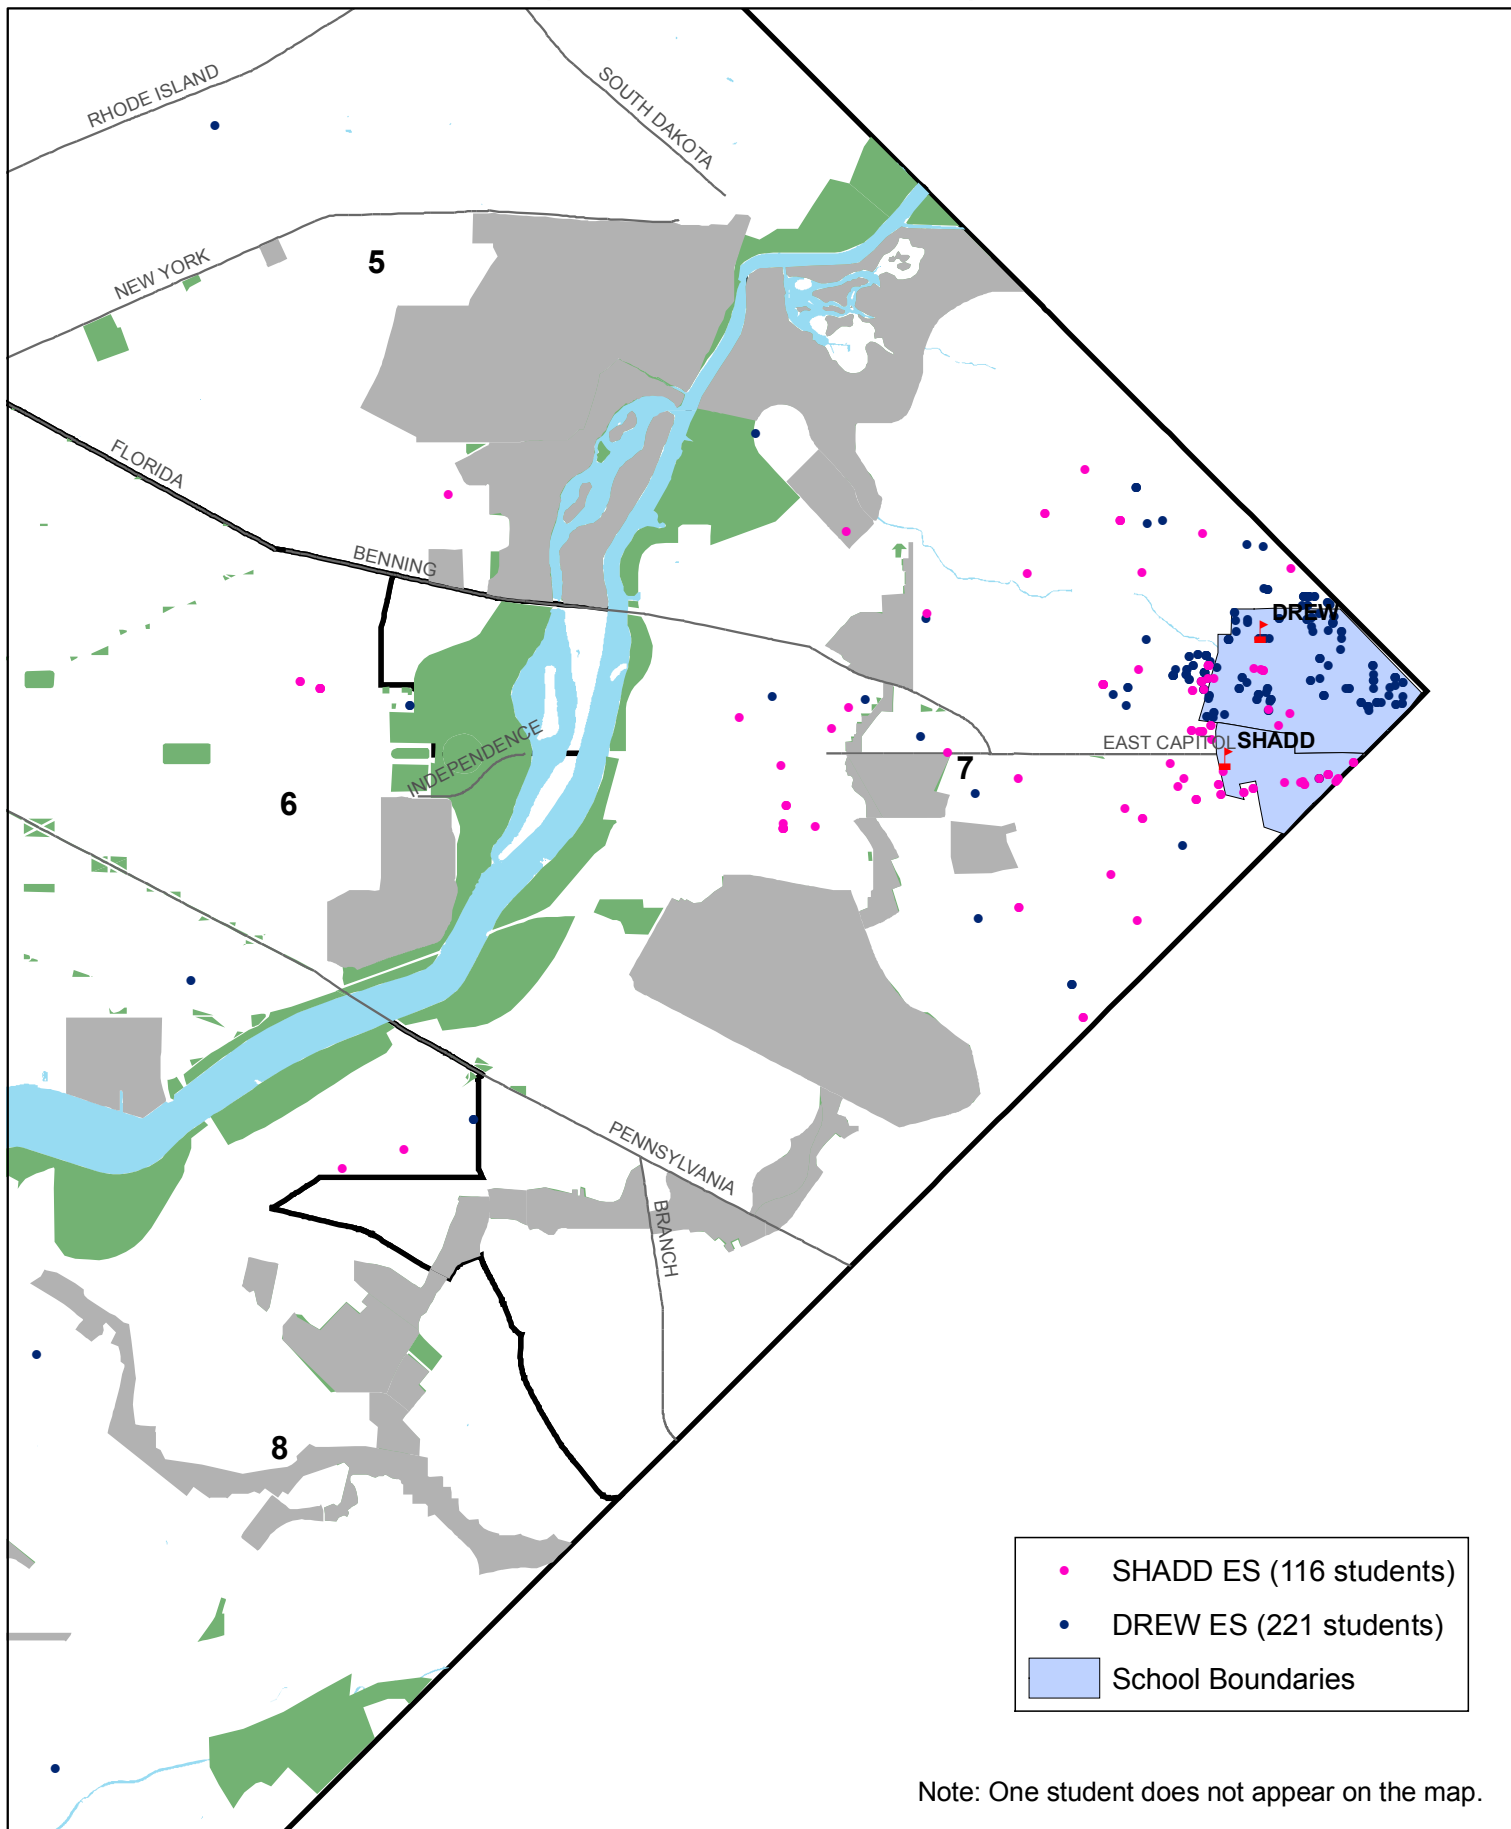 RHODE ISLAND
SOUTH DAKOTA
NEW YORK
5
FLORIDA
BENNING
DREW
INDEPENDENCE
EAST CAPITOL
SHADD
7
6
PENNSYLVANIA
BRANCH
8
SHADD ES (116 students)
DREW ES (221 students)
School Boundaries
Note: One student does not appear on the map.